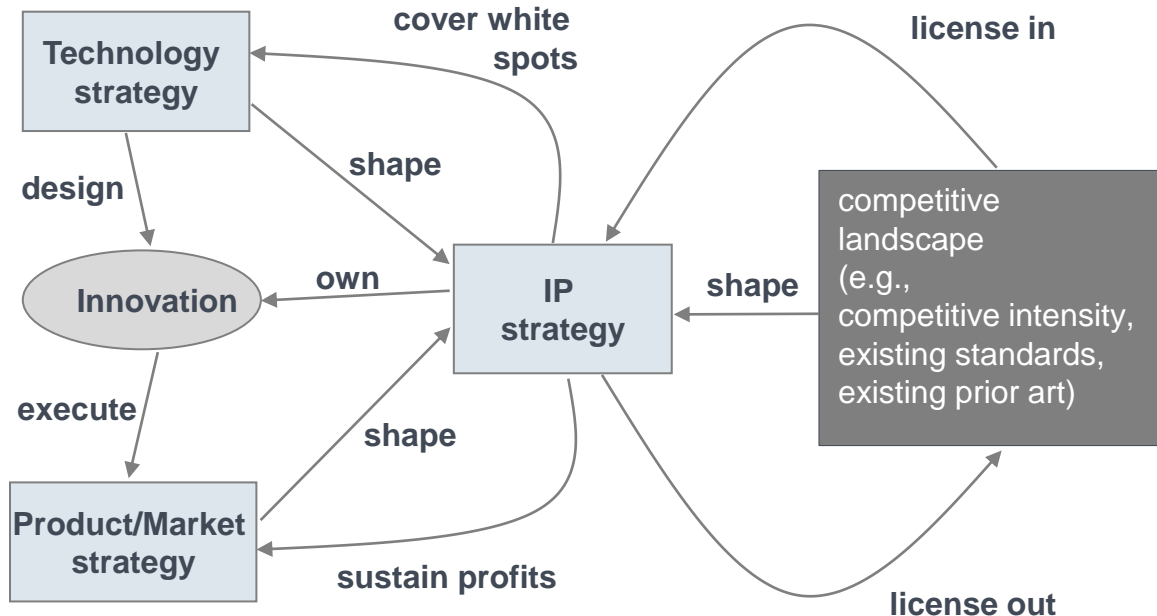 cover white
spots
license in
Technology
strategy
shape
design
competitive
landscape
(e.g.,
competitive intensity,
existing standards,
existing prior art)
own
Innovation
IP
strategy
shape
execute
shape
Product/Market
strategy
sustain profits
license out